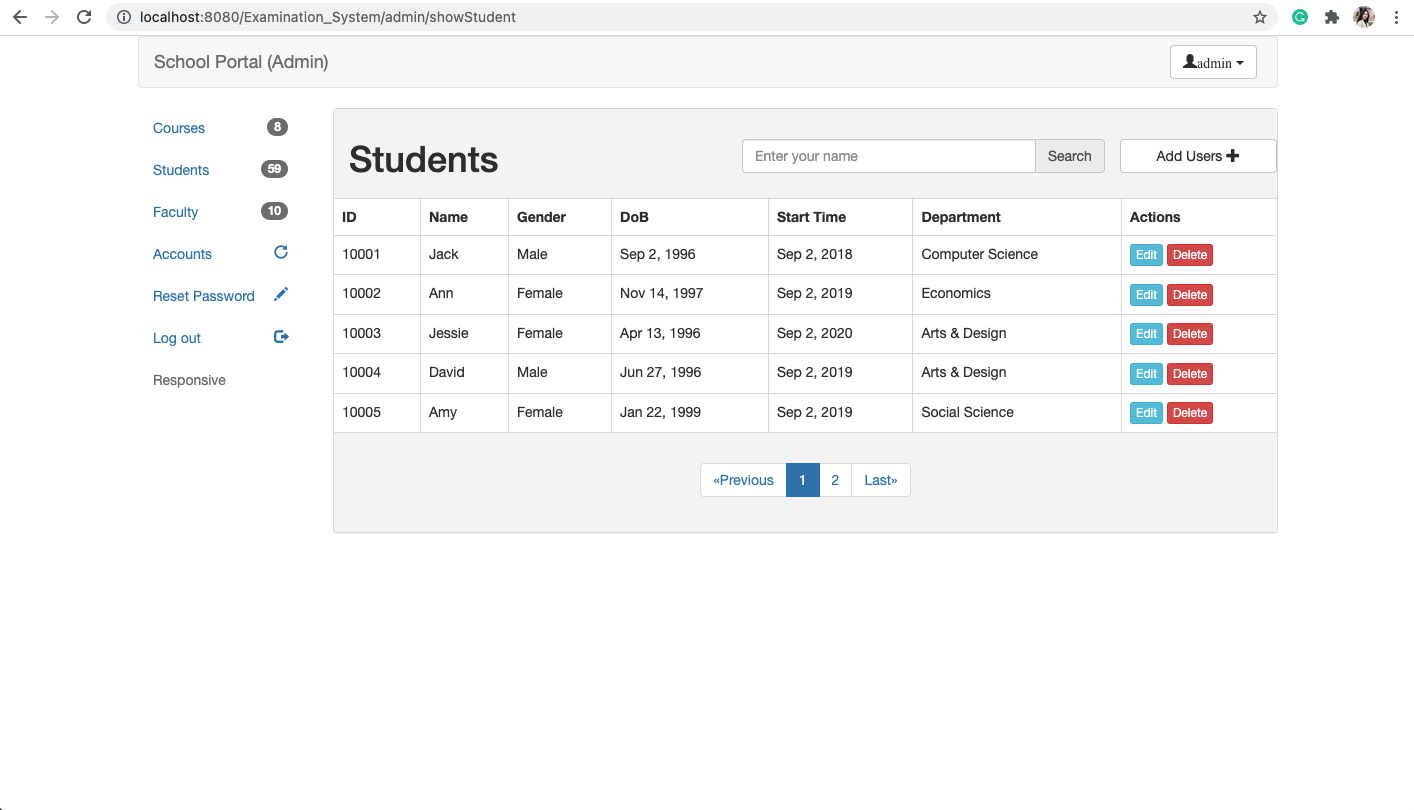 localhost:8080/Examination_System/admin/showStudent
School Portal (Admin)
admin
Courses 8
Students 59
Faculty 10
Accounts
Reset Password
Log out
Responsive
Students
Enter your name
Search
Add Users
ID Name Gender DoB Start Time Department Actions
10001 Jack Male Sep 2, 1996 Sep 2, 2018 Computer Science Edit Delete
10002 Ann Female Nov 14, 1997 Sep 2, 2019 Economics Edit Delete
10003 Jessie Female Apr 13, 1996 Sep 2, 2020 Arts & Design Edit Delete
10004 David Male Jun 27, 1996 Sep 2, 2019 Arts & Design Edit Delete
10005 Amy Female Jan 22, 1999 Sep 2, 2019 Social Science Edit Delete
«Previous 1 2 Last»